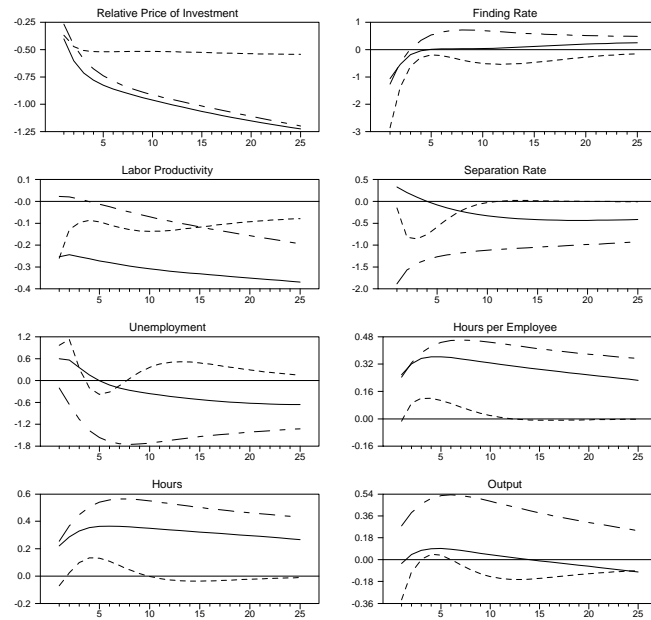 Relative Price of Investment
-0.25
-0.50
-0.75
-1.00
-1.25
5 10 15 20 25
Finding Rate
1
0
-1
-2
-3
5 10 15 20 25
Labor Productivity
0.1
-0.0
-0.1
-0.2
-0.3
-0.4
5 10 15 20 25
Separation Rate
0.5
-0.0
-0.5
-1.0
-1.5
-2.0
5 10 15 20 25
Unemployment
1.2
0.6
0.0
-0.6
-1.2
-1.8
5 10 15 20 25
Hours per Employee
0.48
0.32
0.16
0.00
-0.16
5 10 15 20 25
Hours
0.6
0.4
0.2
0.0
-0.2
5 10 15 20 25
Output
0.54
0.36
0.18
0.00
-0.18
-0.36
5 10 15 20 25